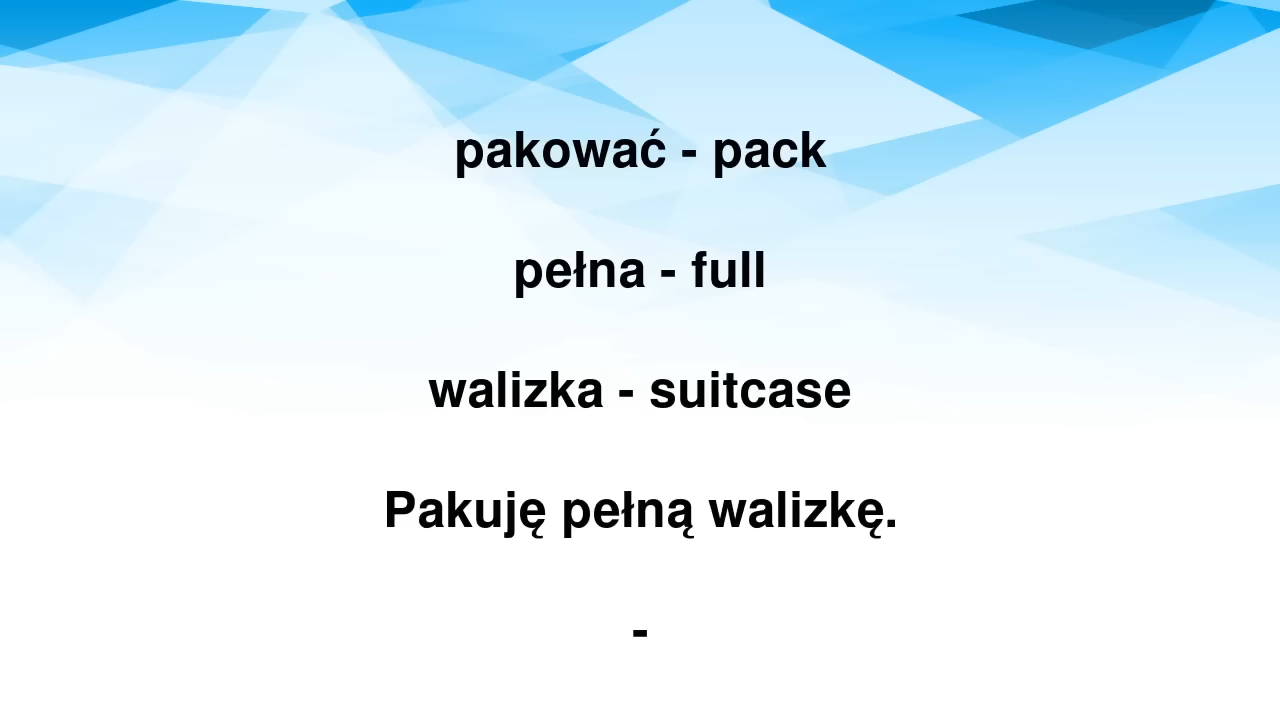 pakować - pack
pełna - full
walizka - suitcase
Pakuję pełną walizkę.
-